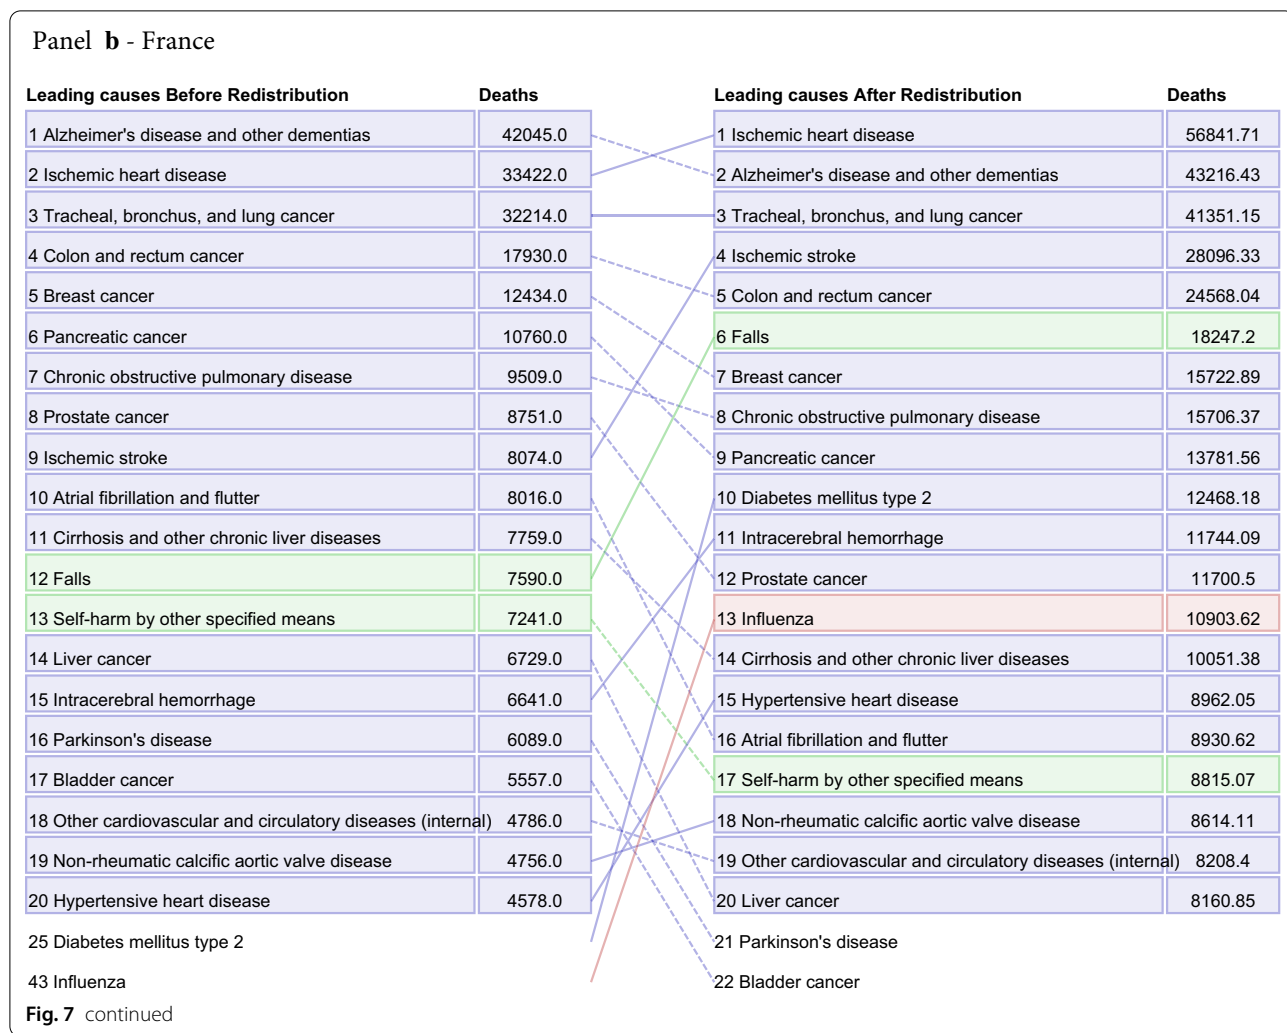 Panel b - France
Leading causes Before Redistribution Deaths Leading causes After Redistribution Deaths
1 Alzheimer's disease and other dementias 42045.0 1 Ischemic heart disease 56841.71
2 Ischemic heart disease 33422.0 2 Alzheimer's disease and other dementias 43216.43
3 Tracheal, bronchus, and lung cancer 32214.0 3 Tracheal, bronchus, and lung cancer 41351.15
4 Colon and rectum cancer 17930.0 4 Ischemic stroke 28096.33
5 Breast cancer 12434.0 5 Colon and rectum cancer 24568.04
6 Pancreatic cancer 10760.0 6 Falls 18247.2
7 Chronic obstructive pulmonary disease 9509.0 7 Breast cancer 15722.89
8 Prostate cancer 8751.0 8 Chronic obstructive pulmonary disease 15706.37
9 Ischemic stroke 8074.0 9 Pancreatic cancer 13781.56
10 Atrial fibrillation and flutter 8016.0 10 Diabetes mellitus type 2 12468.18
11 Cirrhosis and other chronic liver diseases 7759.0 11 Intracerebral hemorrhage 11744.09
12 Falls 7590.0 12 Prostate cancer 11700.5
13 Self-harm by other specified means 7241.0 13 Influenza 10903.62
14 Liver cancer 6729.0 14 Cirrhosis and other chronic liver diseases 10051.38
15 Intracerebral hemorrhage 6641.0 15 Hypertensive heart disease 8962.05
16 Parkinson's disease 6089.0 16 Atrial fibrillation and flutter 8930.62
17 Bladder cancer 5557.0 17 Self-harm by other specified means 8815.07
18 Other cardiovascular and circulatory diseases (internal) 4786.0 18 Non-rheumatic calcific aortic valve disease 8614.11
19 Non-rheumatic calcific aortic valve disease 4756.0 19 Other cardiovascular and circulatory diseases (internal) 8208.4
20 Hypertensive heart disease 4578.0 20 Liver cancer 8160.85
25 Diabetes mellitus type 2 21 Parkinson's disease
43 Influenza 22 Bladder cancer
Fig. 7 continued